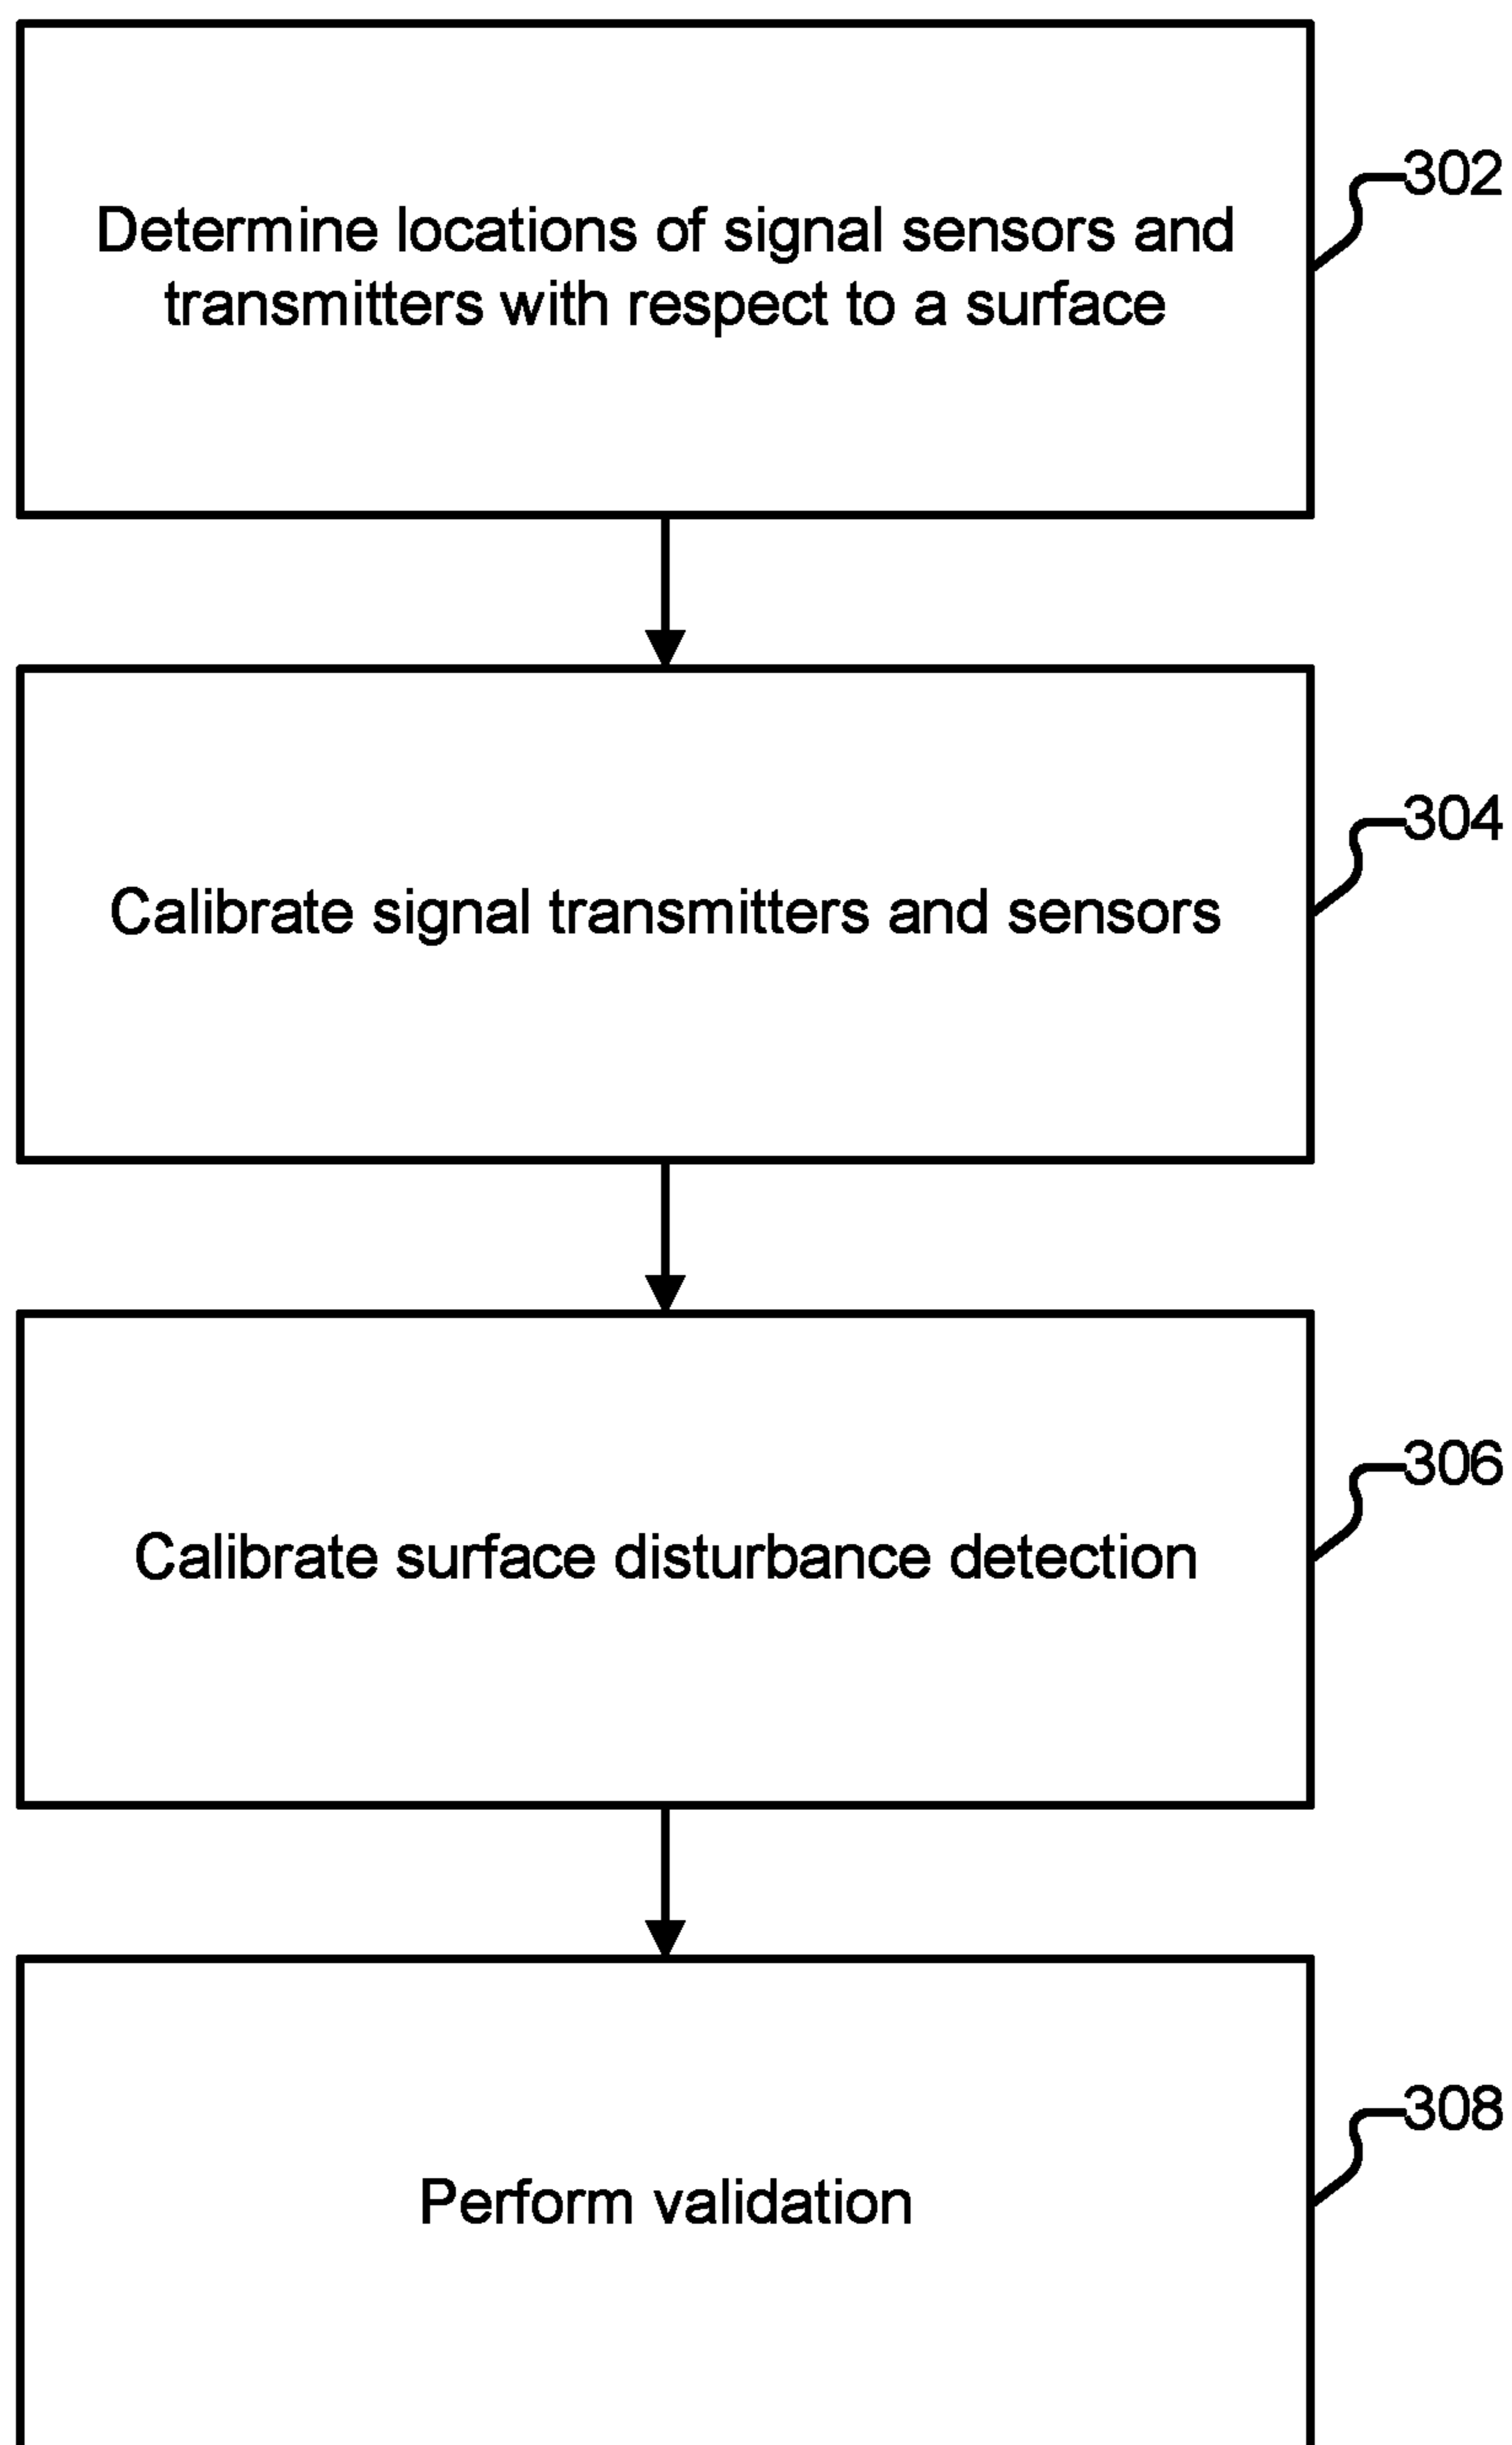 302
Determine locations of signal sensors and
transmitters with respect to a surface
304
Calibrate signal transmitters and sensors
306
Calibrate surface disturbance detection
308
Perform validation